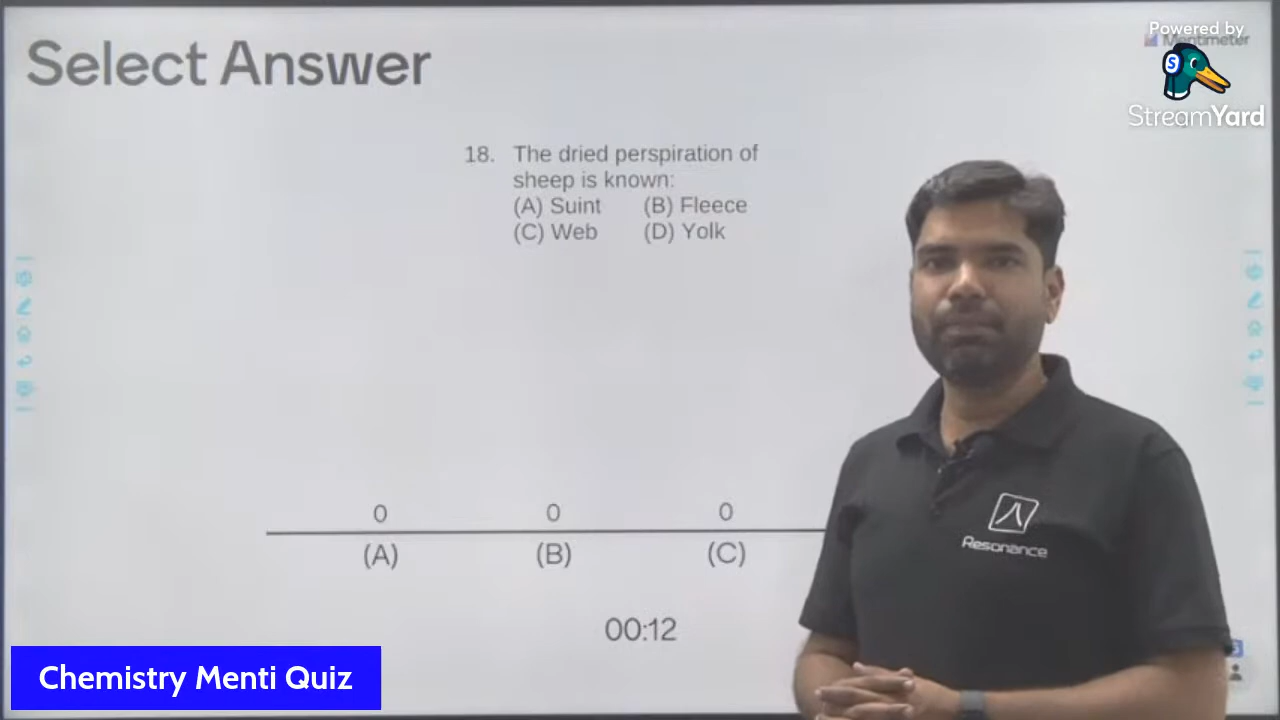 Select Answer
Powered by
Mentimeter
StreamYard
18. The dried perspiration of
sheep is known:
(A) Suint (B) Fleece
(C) Web (D) Yolk
0 0 0
(A) (B) (C)
00:12
Resonance
Chemistry Menti Quiz